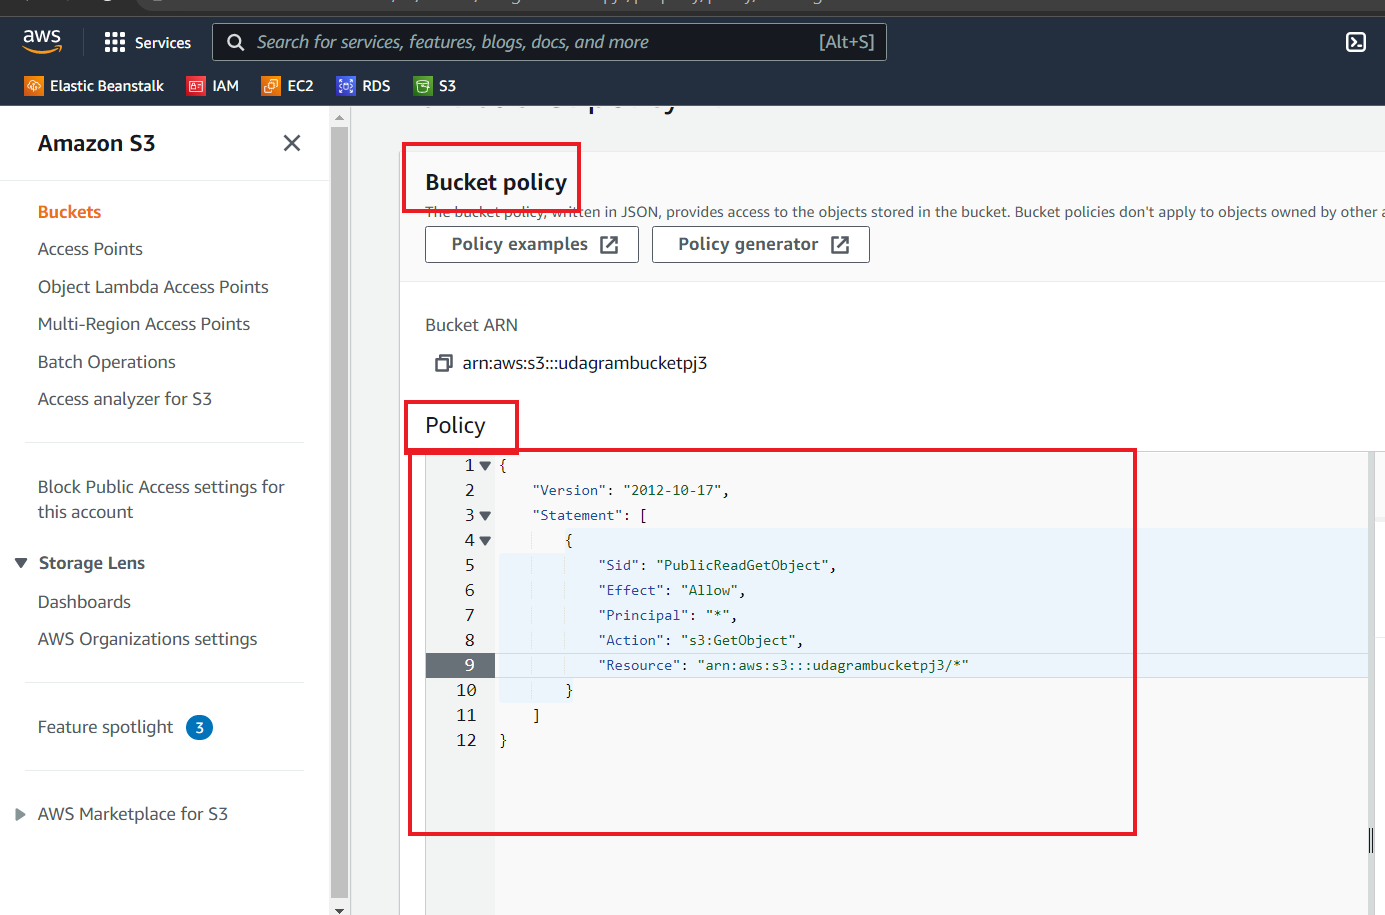 aws
Services
Search for services, features, blogs, docs, and more
[Alt+S]
Elastic Beanstalk
IAM
EC2
RDS
S3
Amazon S3
Buckets
Access Points
Object Lambda Access Points
Multi-Region Access Points
Batch Operations
Access analyzer for S3
Block Public Access settings for
this account
Storage Lens
Dashboards
AWS Organizations settings
Feature spotlight 3
AWS Marketplace for S3
Bucket policy
The bucket policy, written in JSON, provides access to the objects stored in the bucket. Bucket policies don't apply to objects owned by other a
Policy examples
Policy generator
Bucket ARN
arn:aws:s3:::udagrambucketpj3
Policy
1 {
2 "Version": "2012-10-17",
3 "Statement": [
4 {
5 "Sid": "PublicReadGetObject",
6 "Effect": "Allow",
7 "Principal": "*",
8 "Action": "s3:GetObject",
9 "Resource": "arn:aws:s3:::udagrambucketpj3/*"
10 }
11 ]
12 }